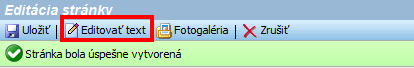 Editácia stránky
Uložiť | Editovať text Fotogaléria | Zrušiť
Stránka bola úspešne vytvorená